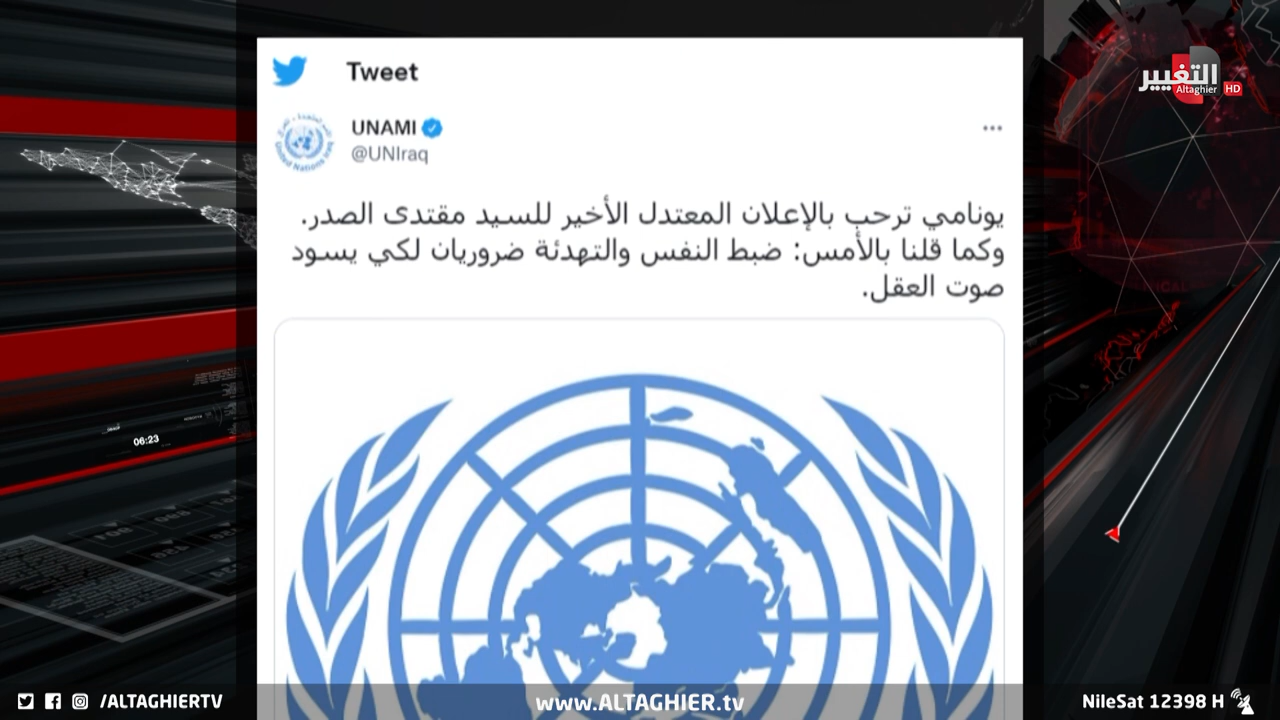 Tweet
التغيير
Altaghier HD
UNAMI
@UNIraq
يونامي ترحب بالإعلان المعتدل الأخير للسيد مقتدى الصدر.
وكما قلنا بالأمس: ضبط النفس والتهدئة ضروريان لكي يسود
صوت العقل.
06:23
/ALTAGHIERTV
www.ALTAGHIER.tv
NileSat 12398 H